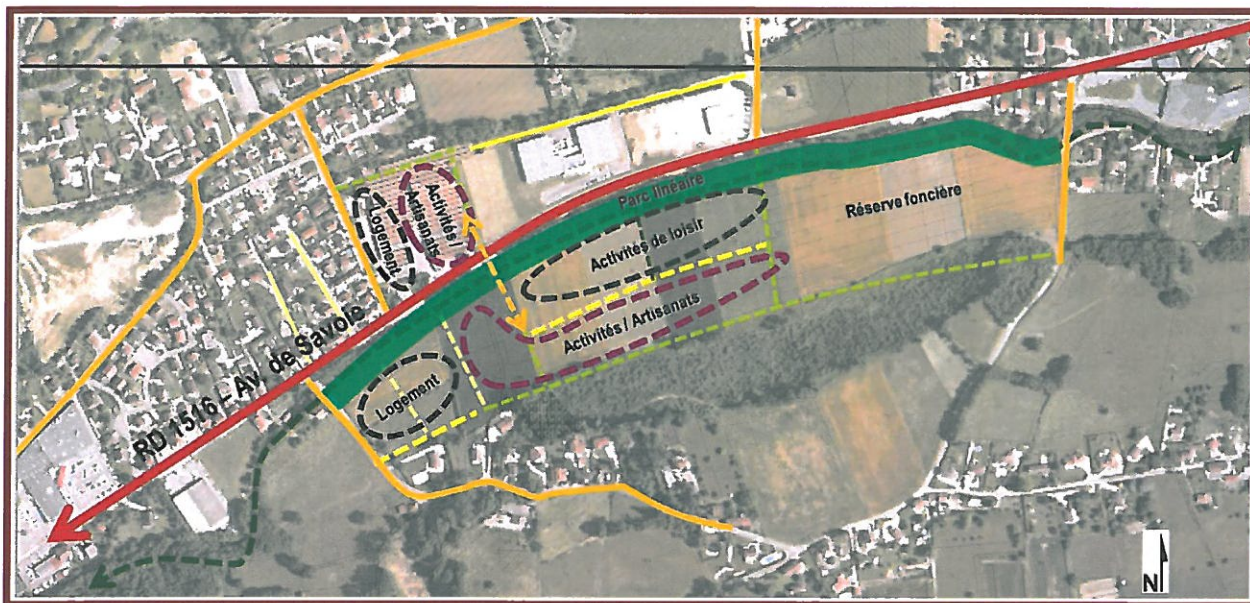 Logement
Activités /
Artisanats
Parc linéaire
Réserve foncière
Activités de loisir
Activités / Artisanats
RD 1516 – Av. de Savoie
Logement
N